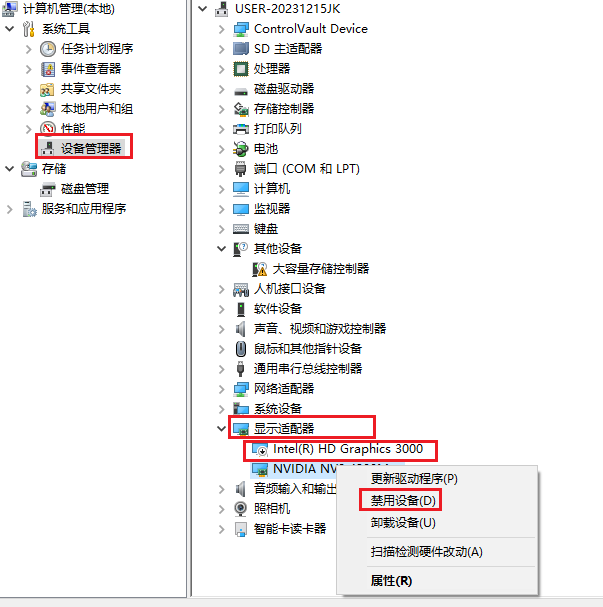 计算机管理(本地)
系统工具
任务计划程序
事件查看器
共享文件夹
本地用户和组
性能
设备管理器
存储
磁盘管理
服务和应用程序
USER-20231215JK
ControlVault Device
SD 主适配器
处理器
磁盘驱动器
存储控制器
打印队列
电池
端口 (COM 和 LPT)
计算机
监视器
键盘
其他设备
大容量存储控制器
人机接口设备
软件设备
声音、视频和游戏控制器
鼠标和其他指针设备
通用串行总线控制器
网络适配器
系统设备
显示适配器
Intel(R) HD Graphics 3000
NVIDIA
音频输入和输出
照相机
智能卡读卡器
更新驱动程序(P)
禁用设备(D)
卸载设备(U)
扫描检测硬件改动(A)
属性(R)